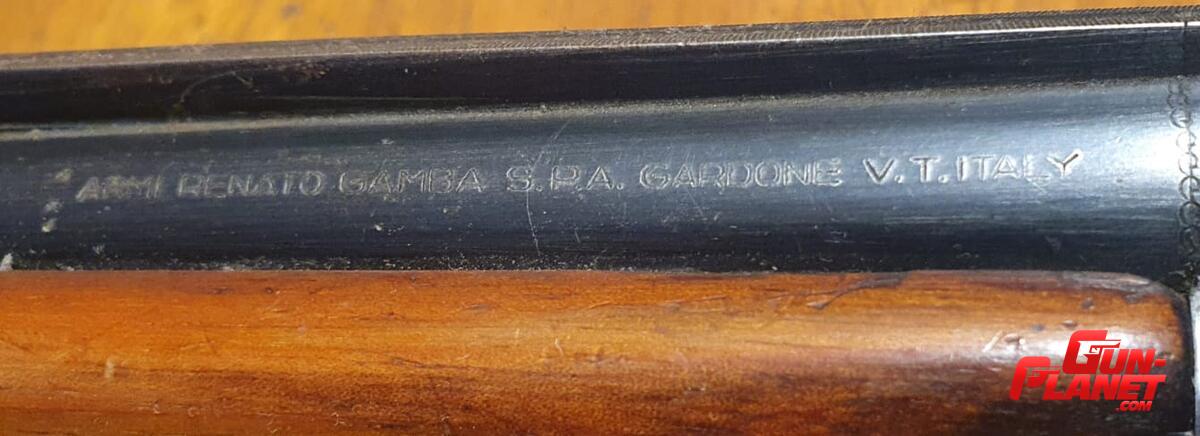 ARMI RENATO GAMBA S.P.A. GARDONE V.T. ITALY
GUN-
PLANET
.COM